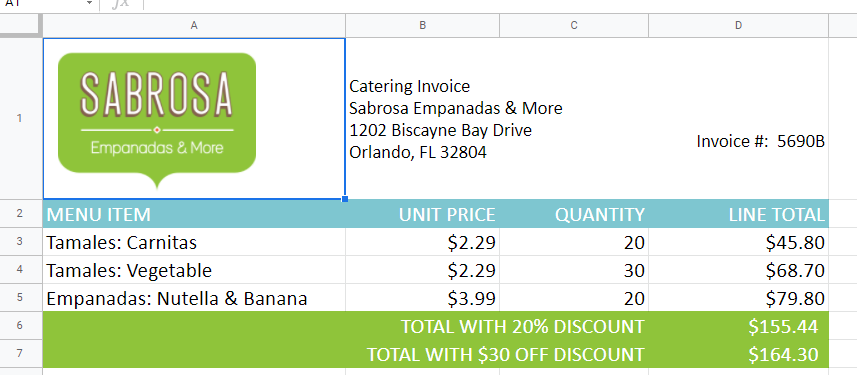 A1
fx
A B C D
1
SABROSA
Empanadas & More
Catering Invoice
Sabrosa Empanadas & More
1202 Biscayne Bay Drive
Orlando, FL 32804
Invoice #: 5690B
2 MENU ITEM UNIT PRICE QUANTITY LINE TOTAL
3 Tamales: Carnitas $2.29 20 $45.80
4 Tamales: Vegetable $2.29 30 $68.70
5 Empanadas: Nutella & Banana $3.99 20 $79.80
6 TOTAL WITH 20% DISCOUNT $155.44
7 TOTAL WITH $30 OFF DISCOUNT $164.30